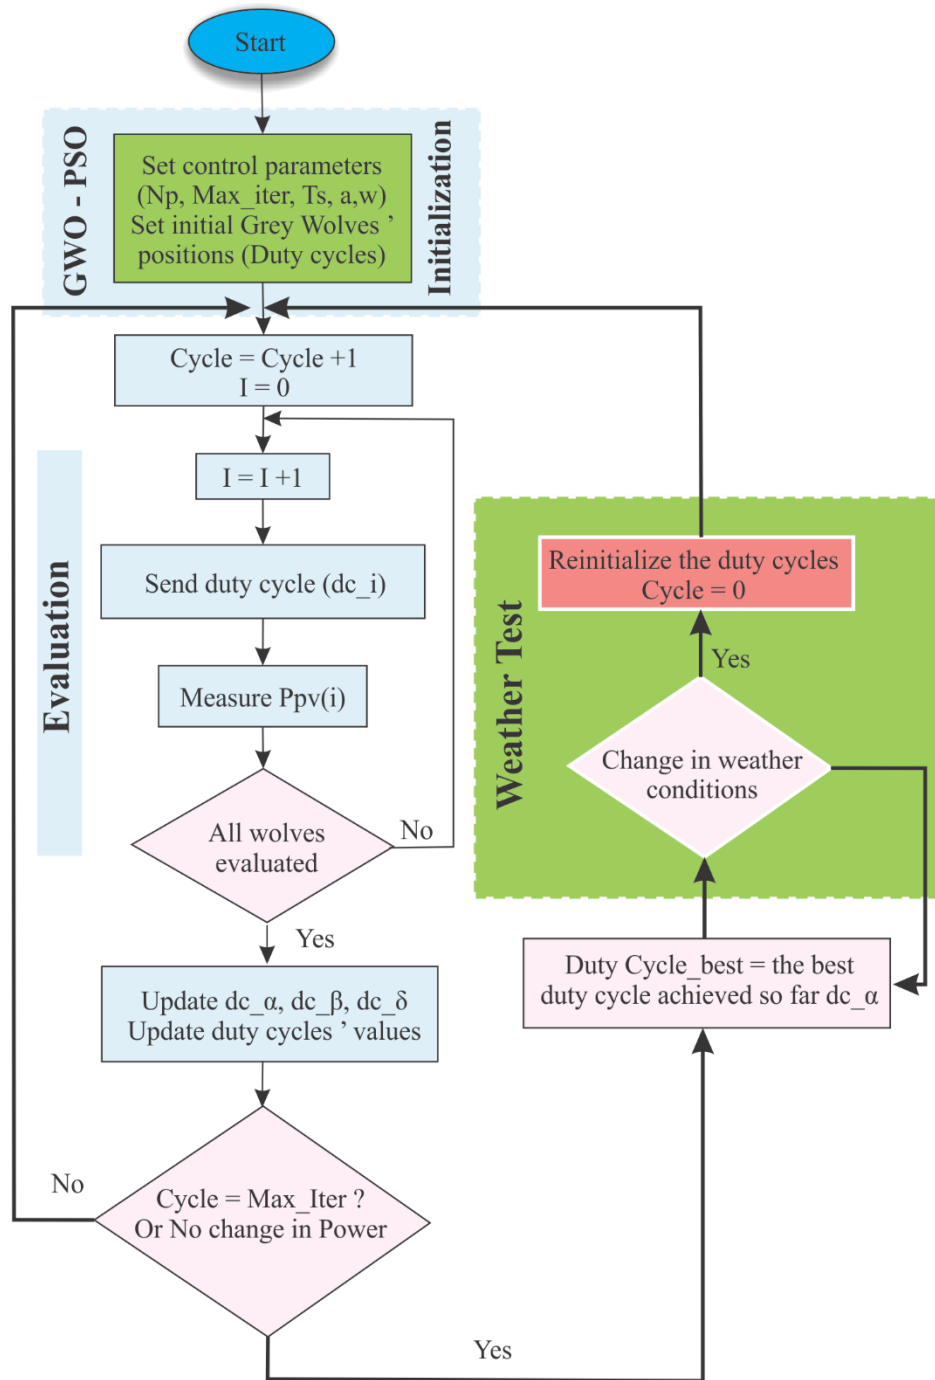 Start
GWO - PSO
Set control parameters
(Np, Max_iter, Ts, a,w)
Set initial Grey Wolves ’
positions (Duty cycles)
Initialization
Cycle = Cycle +1
I = 0
I = I +1
Evaluation
Send duty cycle (dc_i)
Measure Ppv(i)
All wolves
evaluated
No
Yes
Update dc_α, dc_β, dc_δ
Update duty cycles ’ values
Cycle = Max_Iter ?
Or No change in Power
No
Yes
Duty Cycle_best = the best
duty cycle achieved so far dc_α
Weather Test
Change in weather
conditions
Yes
Reinitialize the duty cycles
Cycle = 0